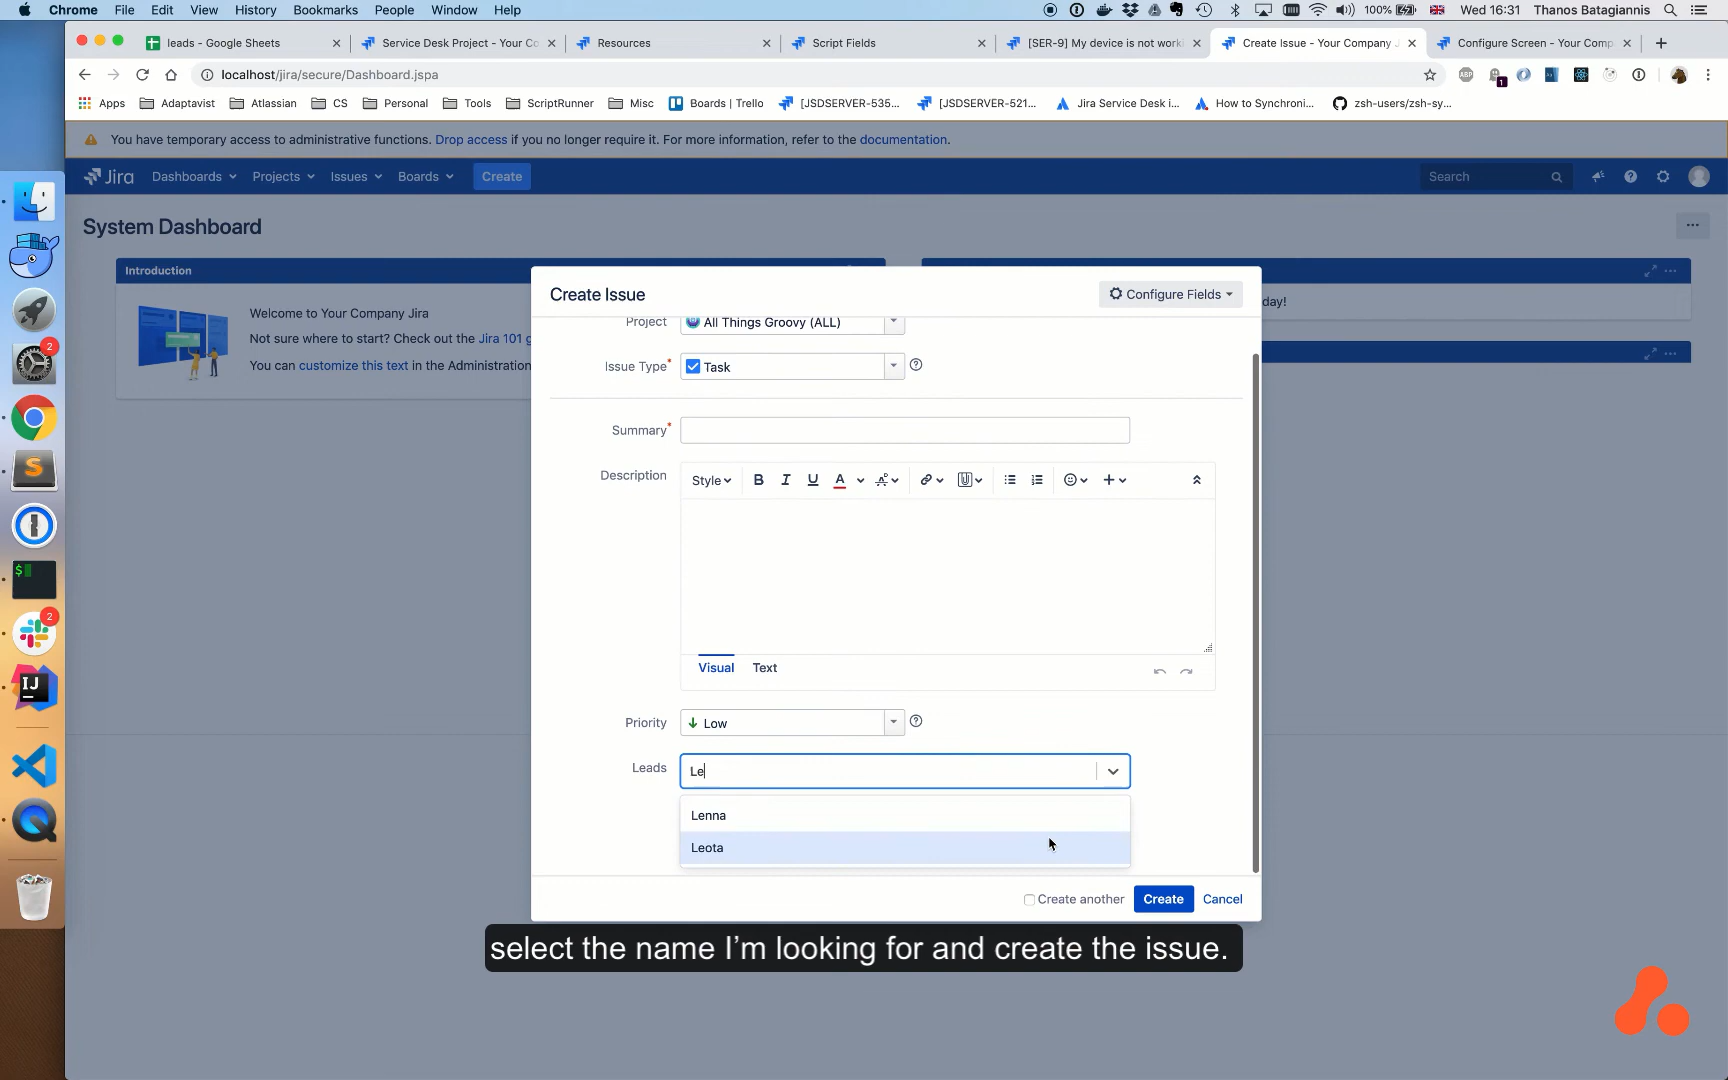 Chrome File Edit View History Bookmarks People Window Help 100% Wed 16:31 Thanos Batagiannis
leads - Google Sheets Service Desk Project - Your Co Resources Script Fields [SER-9] My device is not worki Create Issue - Your Company J Configure Screen - Your Comp
localhost/jira/secure/Dashboard.jspa
Apps Adaptavist Atlassian CS Personal Tools ScriptRunner Misc Boards | Trello [JSDSERVER-535... [JSDSERVER-521... Jira Service Desk i... How to Synchroni... zsh-users/zsh-sy...
You have temporary access to administrative functions. Drop access if you no longer require it. For more information, refer to the documentation.
Jira Dashboards Projects Issues Boards Create Search
System Dashboard
Introduction
Welcome to Your Company Jira
Not sure where to start? Check out the Jira 101 g
You can customize this text in the Administration
day!
Create Issue Configure Fields
Project All Things Groovy (ALL)
Issue Type* Task
Summary*
Description Style B I U A
Visual Text
Priority Low
Leads Le
Lenna
Leota
Create another Create Cancel
select the name I'm looking for and create the issue.
2
2
IJ
ABP
1